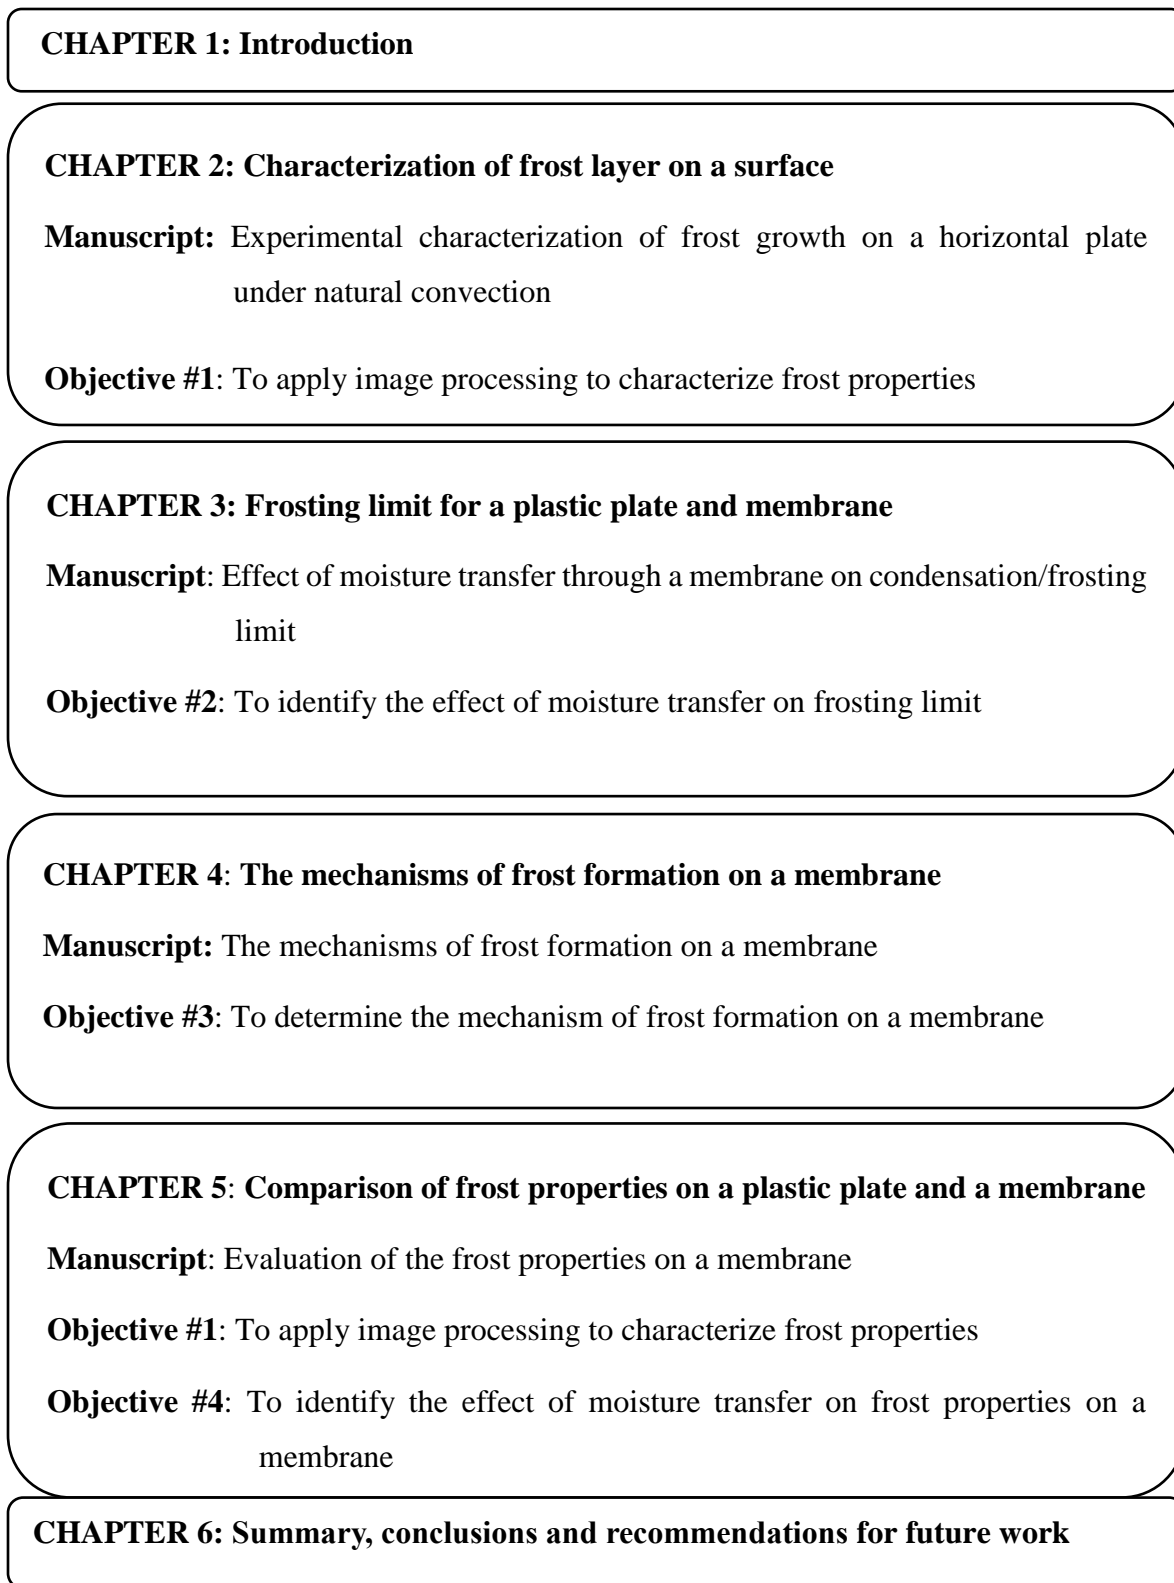 CHAPTER 1: Introduction
CHAPTER 2: Characterization of frost layer on a surface
Manuscript: Experimental characterization of frost growth on a horizontal plate
under natural convection
Objective #1: To apply image processing to characterize frost properties
CHAPTER 3: Frosting limit for a plastic plate and membrane
Manuscript: Effect of moisture transfer through a membrane on condensation/frosting
limit
Objective #2: To identify the effect of moisture transfer on frosting limit
CHAPTER 4: The mechanisms of frost formation on a membrane
Manuscript: The mechanisms of frost formation on a membrane
Objective #3: To determine the mechanism of frost formation on a membrane
CHAPTER 5: Comparison of frost properties on a plastic plate and a membrane
Manuscript: Evaluation of the frost properties on a membrane
Objective #1: To apply image processing to characterize frost properties
Objective #4: To identify the effect of moisture transfer on frost properties on a
membrane
CHAPTER 6: Summary, conclusions and recommendations for future work